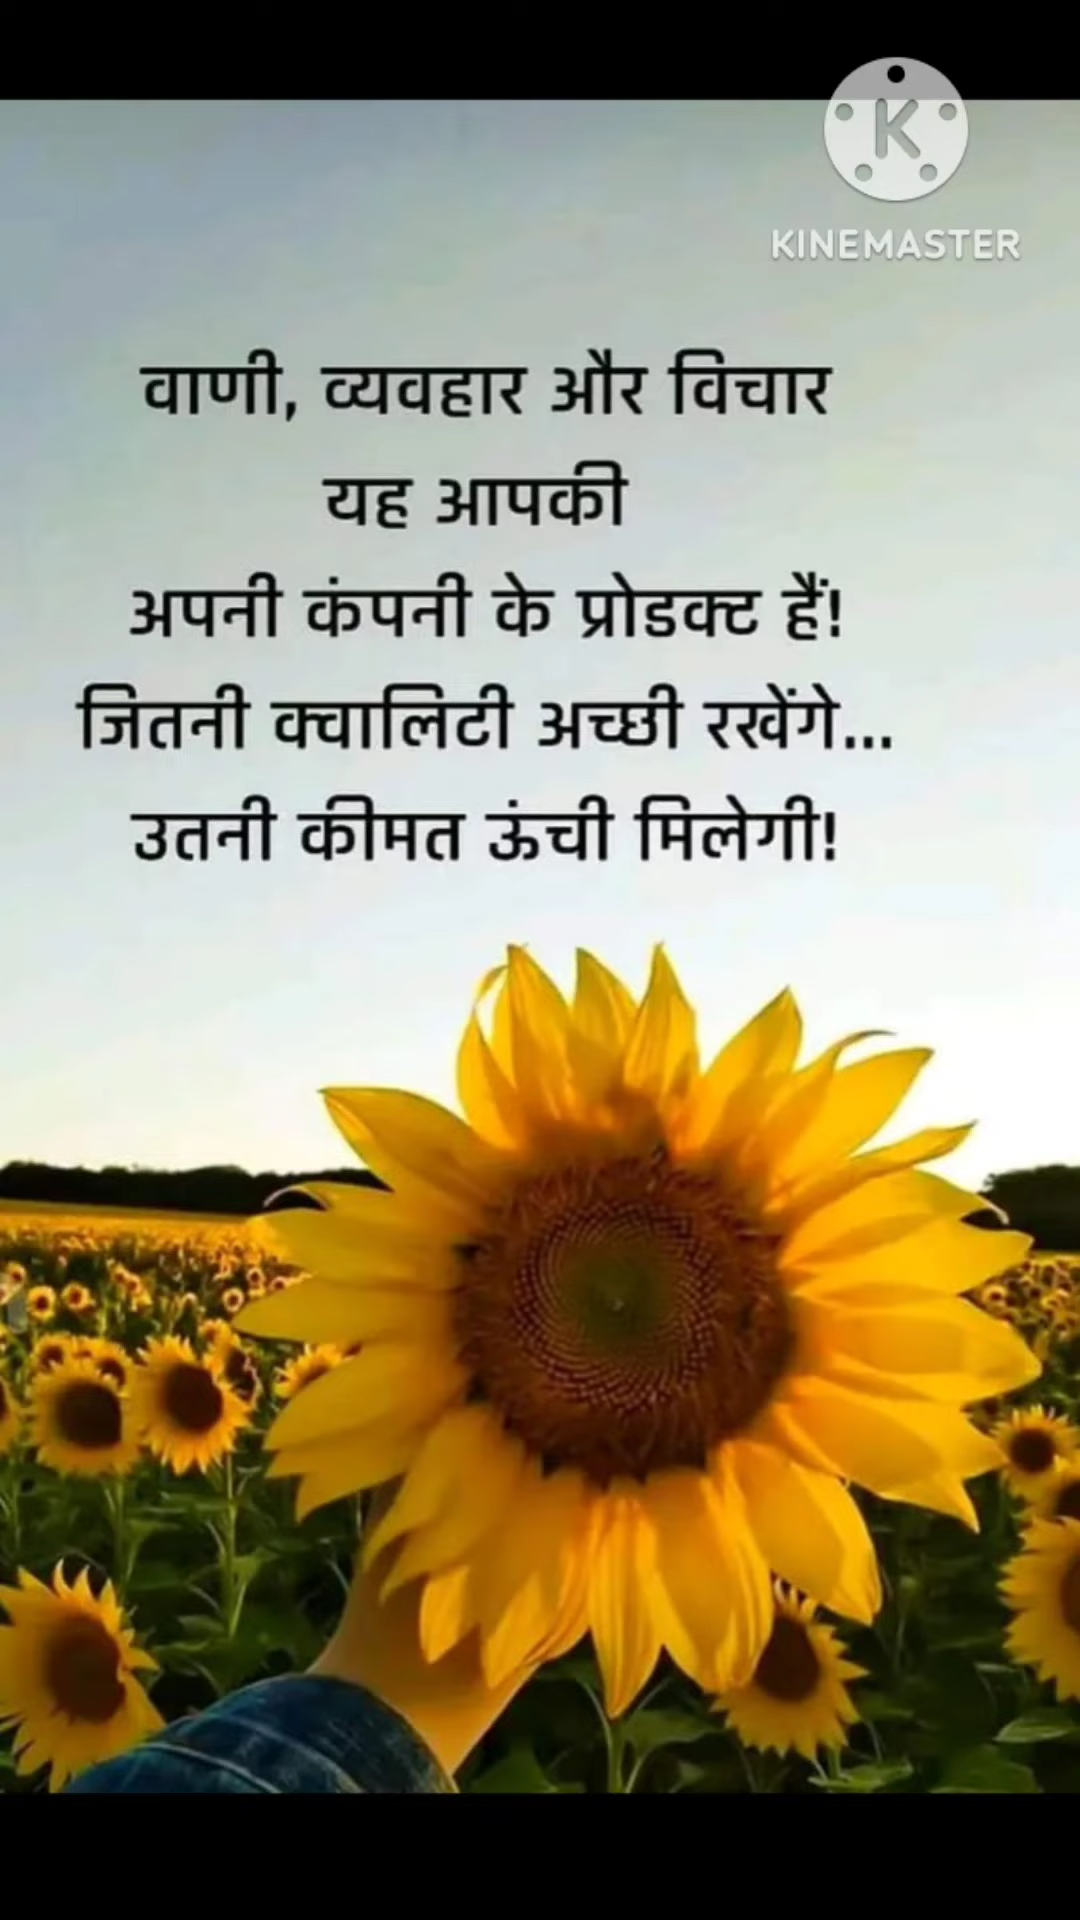 KINEMASTER
वाणी, व्यवहार और विचार
यह आपकी
अपनी कंपनी के प्रोडक्ट हैं!
जितनी क्वालिटी अच्छी रखेंगे...
उतनी कीमत ऊंची मिलेगी!